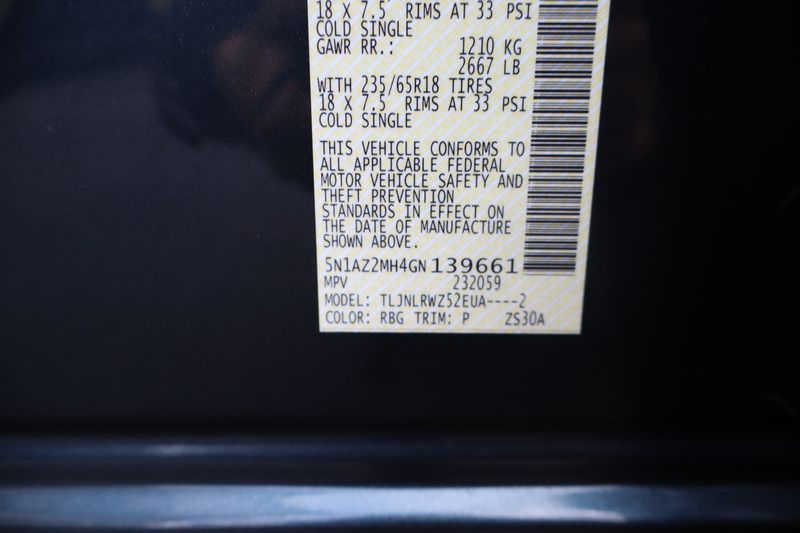 18 X 7.5 RIMS AT 33 PSI
COLD SINGLE
GAWR RR.: 1210 KG
2667 LB
WITH 235/65R18 TIRES
18 X 7.5 RIMS AT 33 PSI
COLD SINGLE
THIS VEHICLE CONFORMS TO
ALL APPLICABLE FEDERAL
MOTOR VEHICLE SAFETY AND
THEFT PREVENTION
STANDARDS IN EFFECT ON
THE DATE OF MANUFACTURE
SHOWN ABOVE.
5N1AZ2MH4GN139661
MPV 232059
MODEL: TLJNLRWZ52EUA----2
COLOR: RBG TRIM: P ZS30A